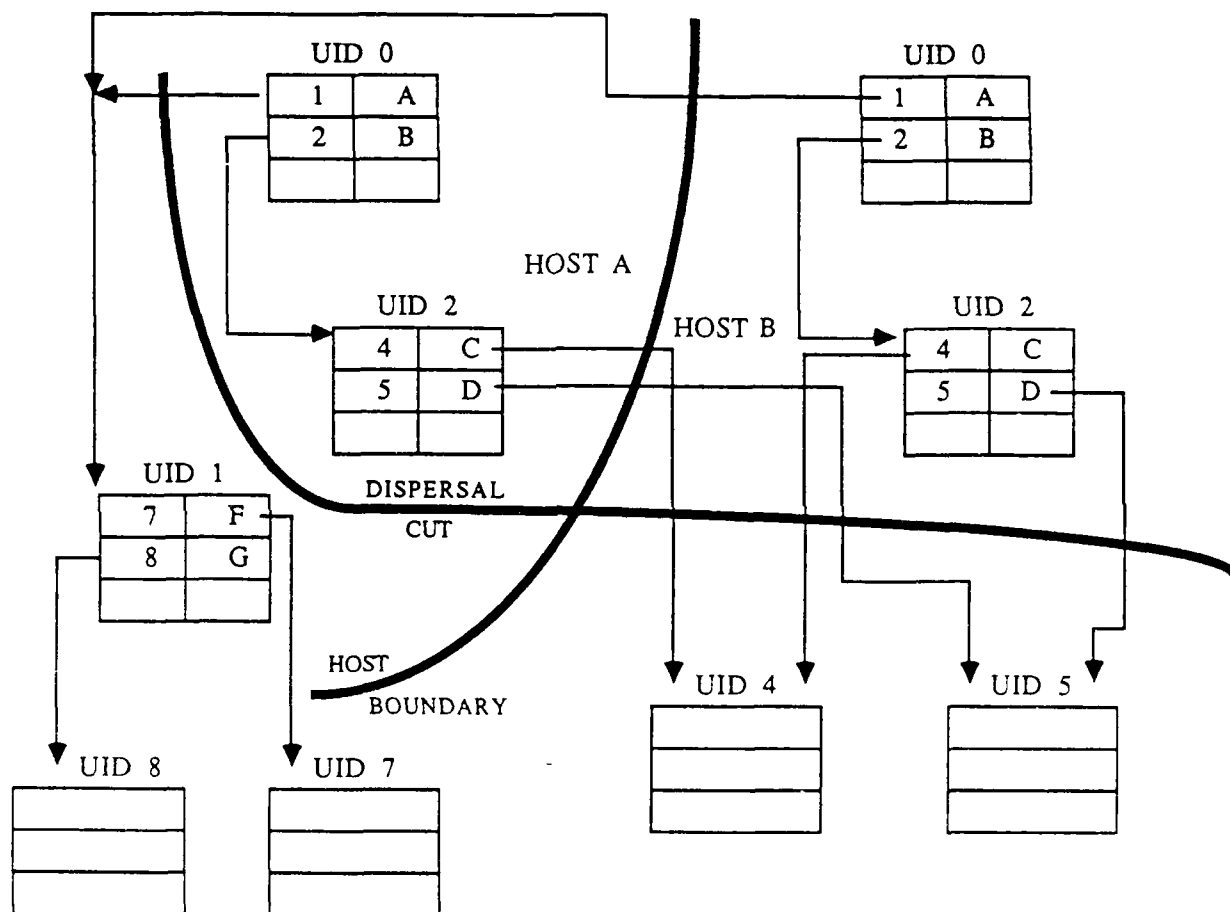 UID 0
1 A
2 B
UID 0
1 A
2 B
HOST A
HOST B
UID 2
4 C
5 D
UID 2
4 C
5 D
DISPERSAL
CUT
UID 1
7 F
8 G
HOST
BOUNDARY
UID 4
UID 5
UID 8
UID 7